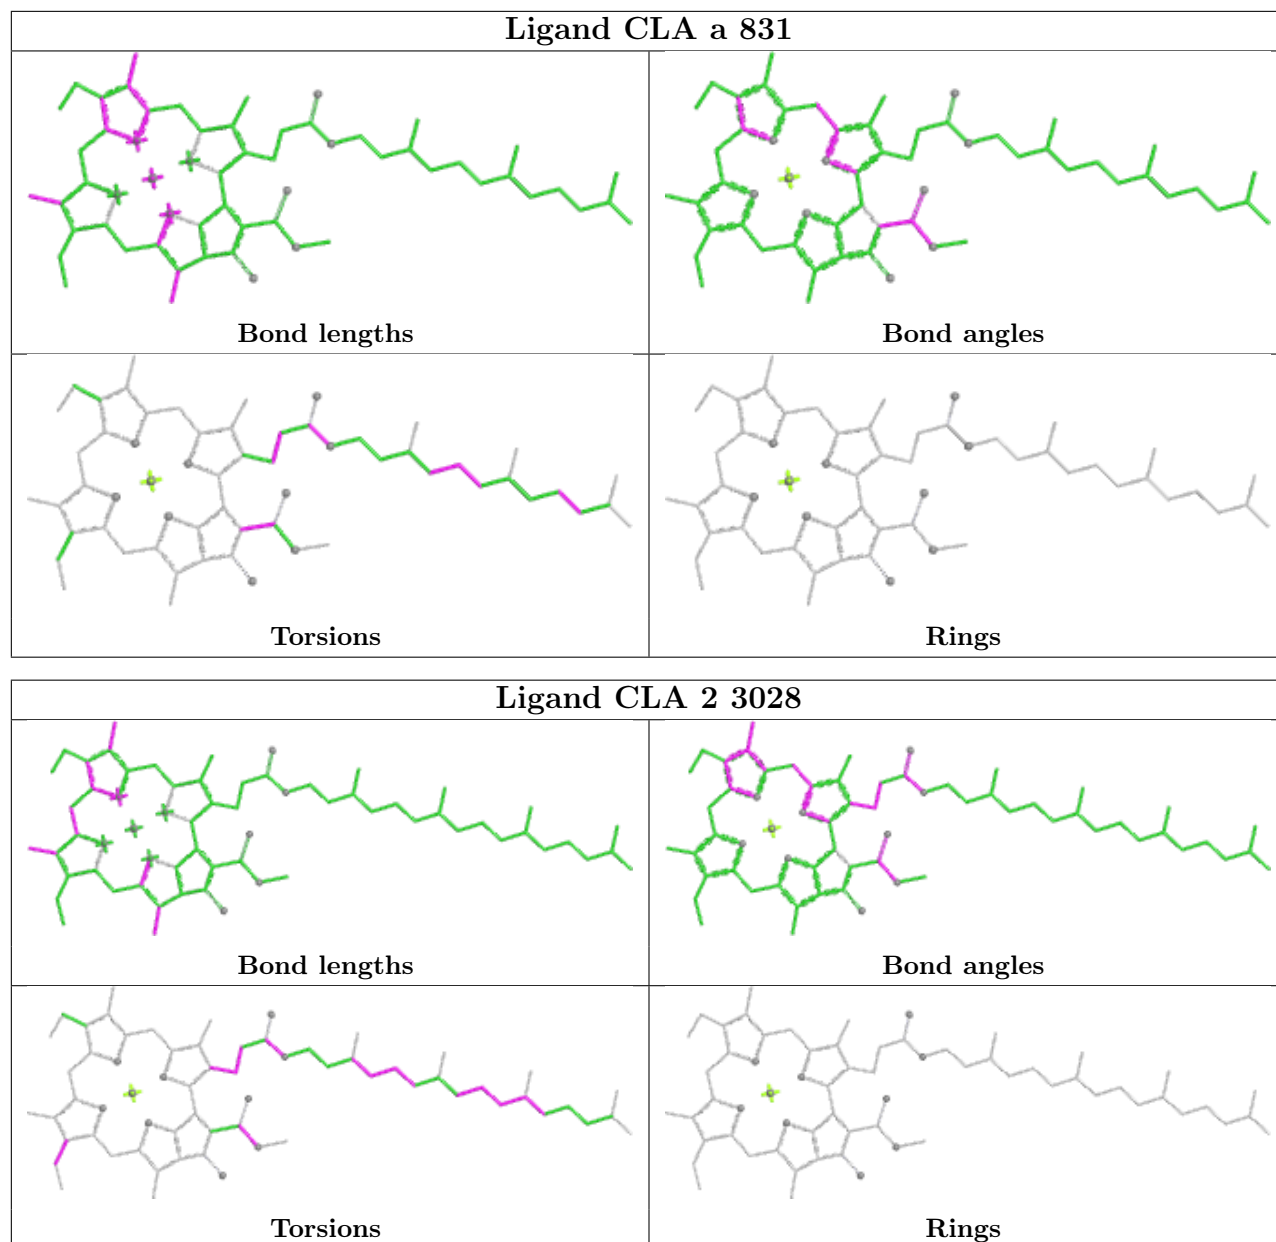 Ligand CLA a 831
Bond lengths
Bond angles
Torsions
Rings
Ligand CLA 2 3028
Bond lengths
Bond angles
Torsions
Rings